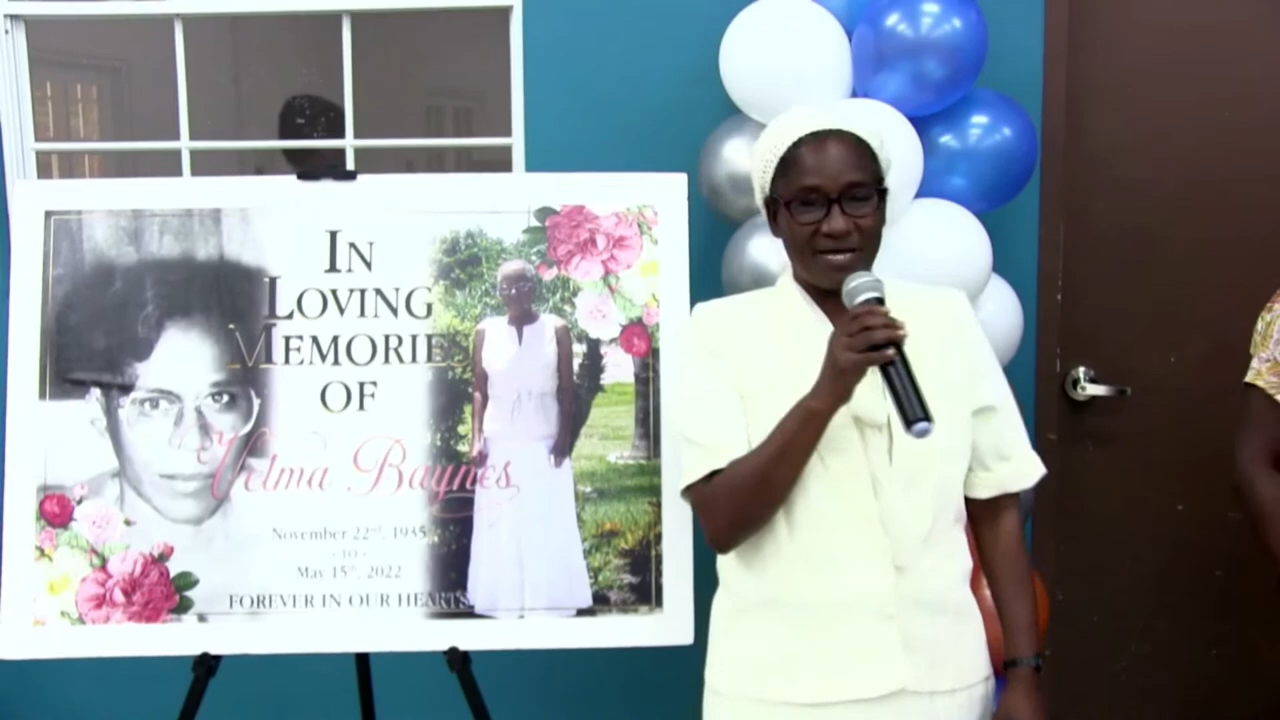 IN
LOVING
MEMORIES
OF
Velma Baynes
November 22nd, 1935
- TO -
May 15th, 2022
FOREVER IN OUR HEARTS